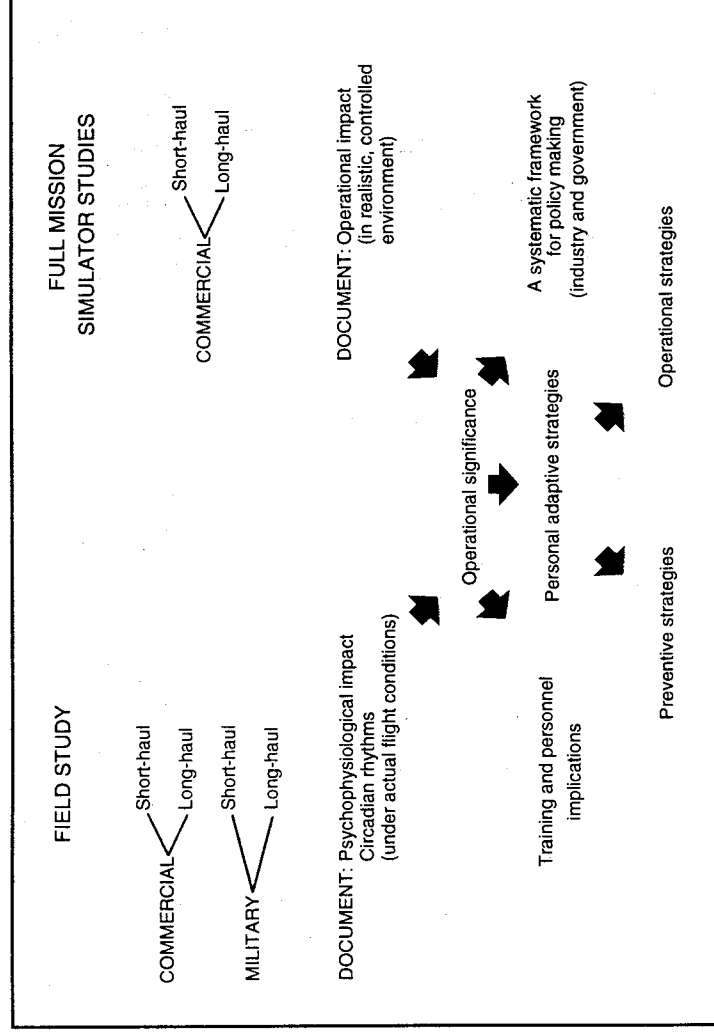 FIELD STUDY
COMMERCIAL
Short-haul
Long-haul
MILITARY
Short-haul
Long-haul
DOCUMENT: Psychophysiological impact
Circadian rhythms
(under actual flight conditions)
FULL MISSION
SIMULATOR STUDIES
COMMERCIAL
Short-haul
Long-haul
DOCUMENT: Operational impact
(in realistic, controlled
environment)
Operational significance
Training and personnel
implications
Personal adaptive strategies
A systematic framework
for policy making
(industry and government)
Preventive strategies
Operational strategies